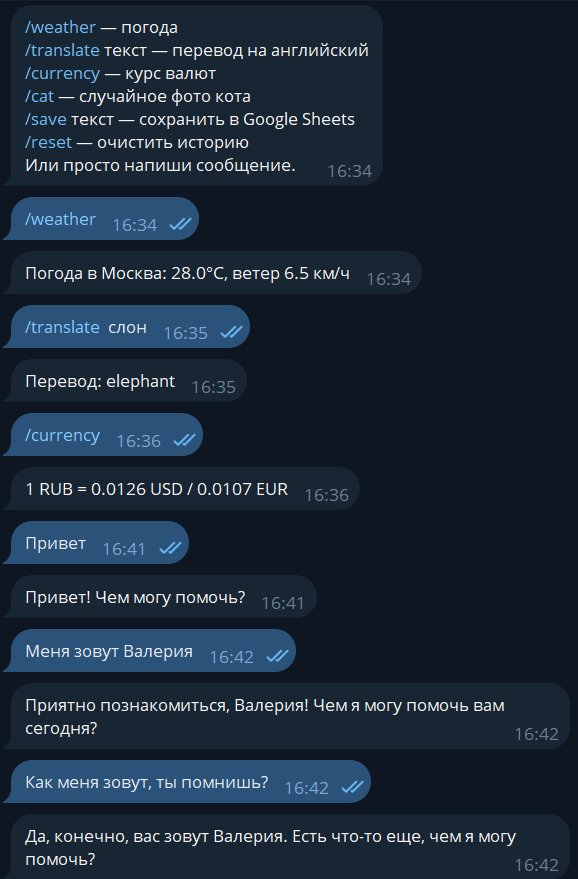 /weather — погода
/translate текст — перевод на английский
/currency — курс валют
/cat — случайное фото кота
/save текст — сохранить в Google Sheets
/reset — очистить историю
Или просто напиши сообщение. 16:34
/weather 16:34
Погода в Москва: 28.0°C, ветер 6.5 км/ч 16:34
/translate слон 16:35
Перевод: elephant 16:35
/currency 16:36
1 RUB = 0.0126 USD / 0.0107 EUR 16:36
Привет 16:41
Привет! Чем могу помочь? 16:41
Меня зовут Валерия 16:42
Приятно познакомиться, Валерия! Чем я могу помочь вам
сегодня? 16:42
Как меня зовут, ты помнишь? 16:42
Да, конечно, вас зовут Валерия. Есть что-то еще, чем я могу
помочь? 16:42